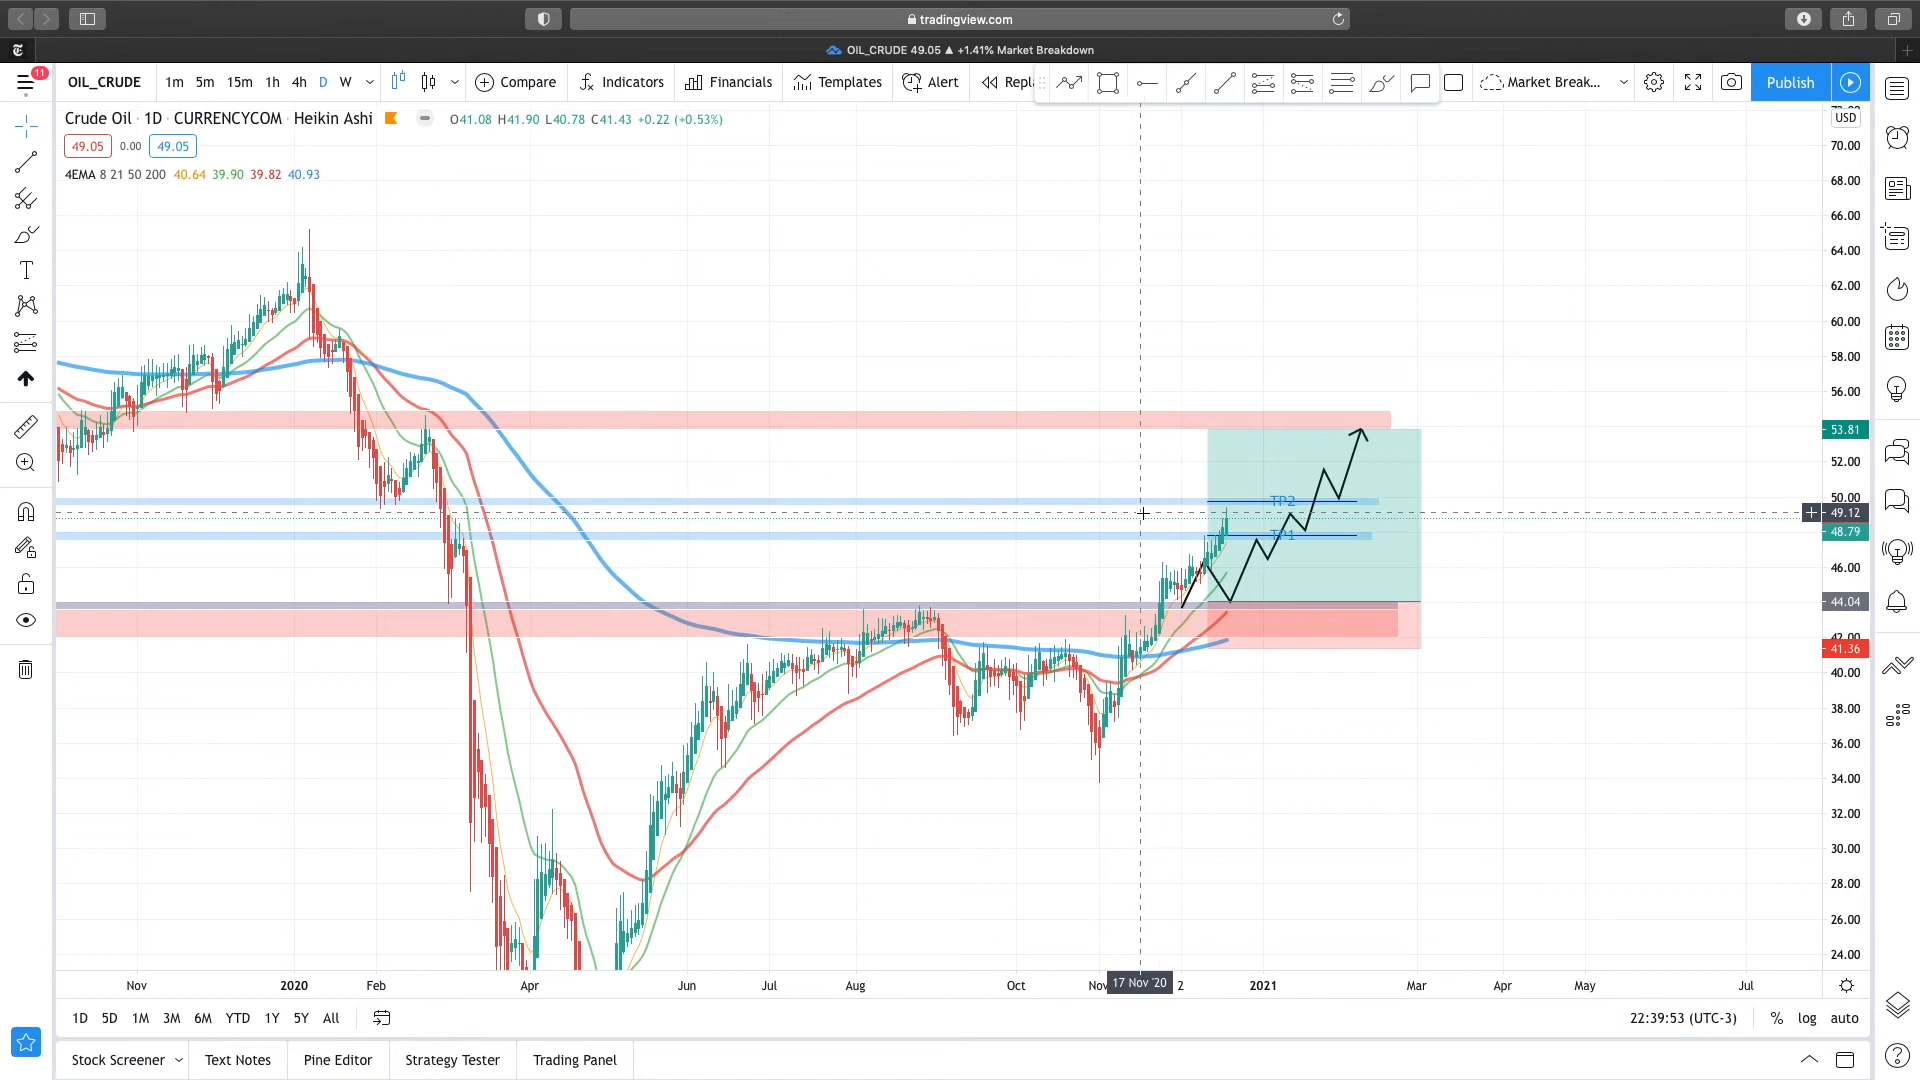 tradingview.com
OIL_CRUDE 49.05 ▲ +1.41% Market Breakdown
11
OIL_CRUDE 1m 5m 15m 1h 4h D W Compare Indicators Financials Templates Alert Market Break... Publish
Crude Oil · 1D · CURRENCYCOM · Heikin Ashi O41.08 H41.90 L40.78 C41.43 +0.22 (+0.53%)
USD
49.05 0.00 49.05
4EMA 8 21 50 200 40.64 39.90 39.82 40.93
70.00
68.00
66.00
64.00
62.00
60.00
58.00
56.00
53.81
52.00
TP2
50.00
49.12
48.79
TP1
46.00
44.04
42.00
41.36
40.00
38.00
36.00
34.00
32.00
30.00
28.00
26.00
24.00
Nov 2020 Feb Apr Jun Jul Aug Oct Nov 17 Nov '20 2 2021 Mar Apr May Jul
1D 5D 1M 3M 6M YTD 1Y 5Y All 22:39:53 (UTC-3) % log auto
Stock Screener Text Notes Pine Editor Strategy Tester Trading Panel